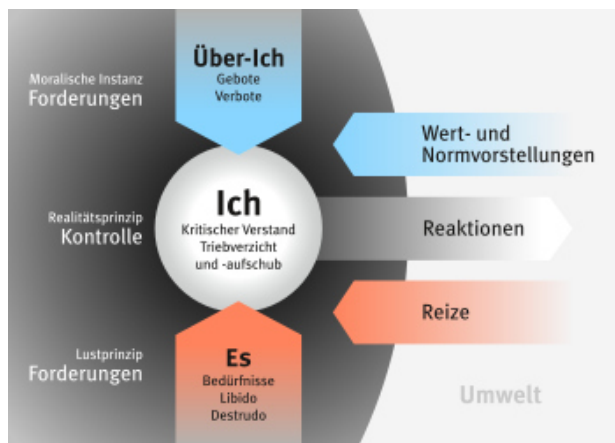 Über-Ich
Gebote
Verbote
Moralische Instanz
Forderungen
Wert- und
Normvorstellungen
Ich
Kritischer Verstand
Triebverzicht
und -aufschub
Realitätsprinzip
Kontrolle
Reaktionen
Reize
Es
Bedürfnisse
Libido
Destrudo
Lustprinzip
Forderungen
Umwelt